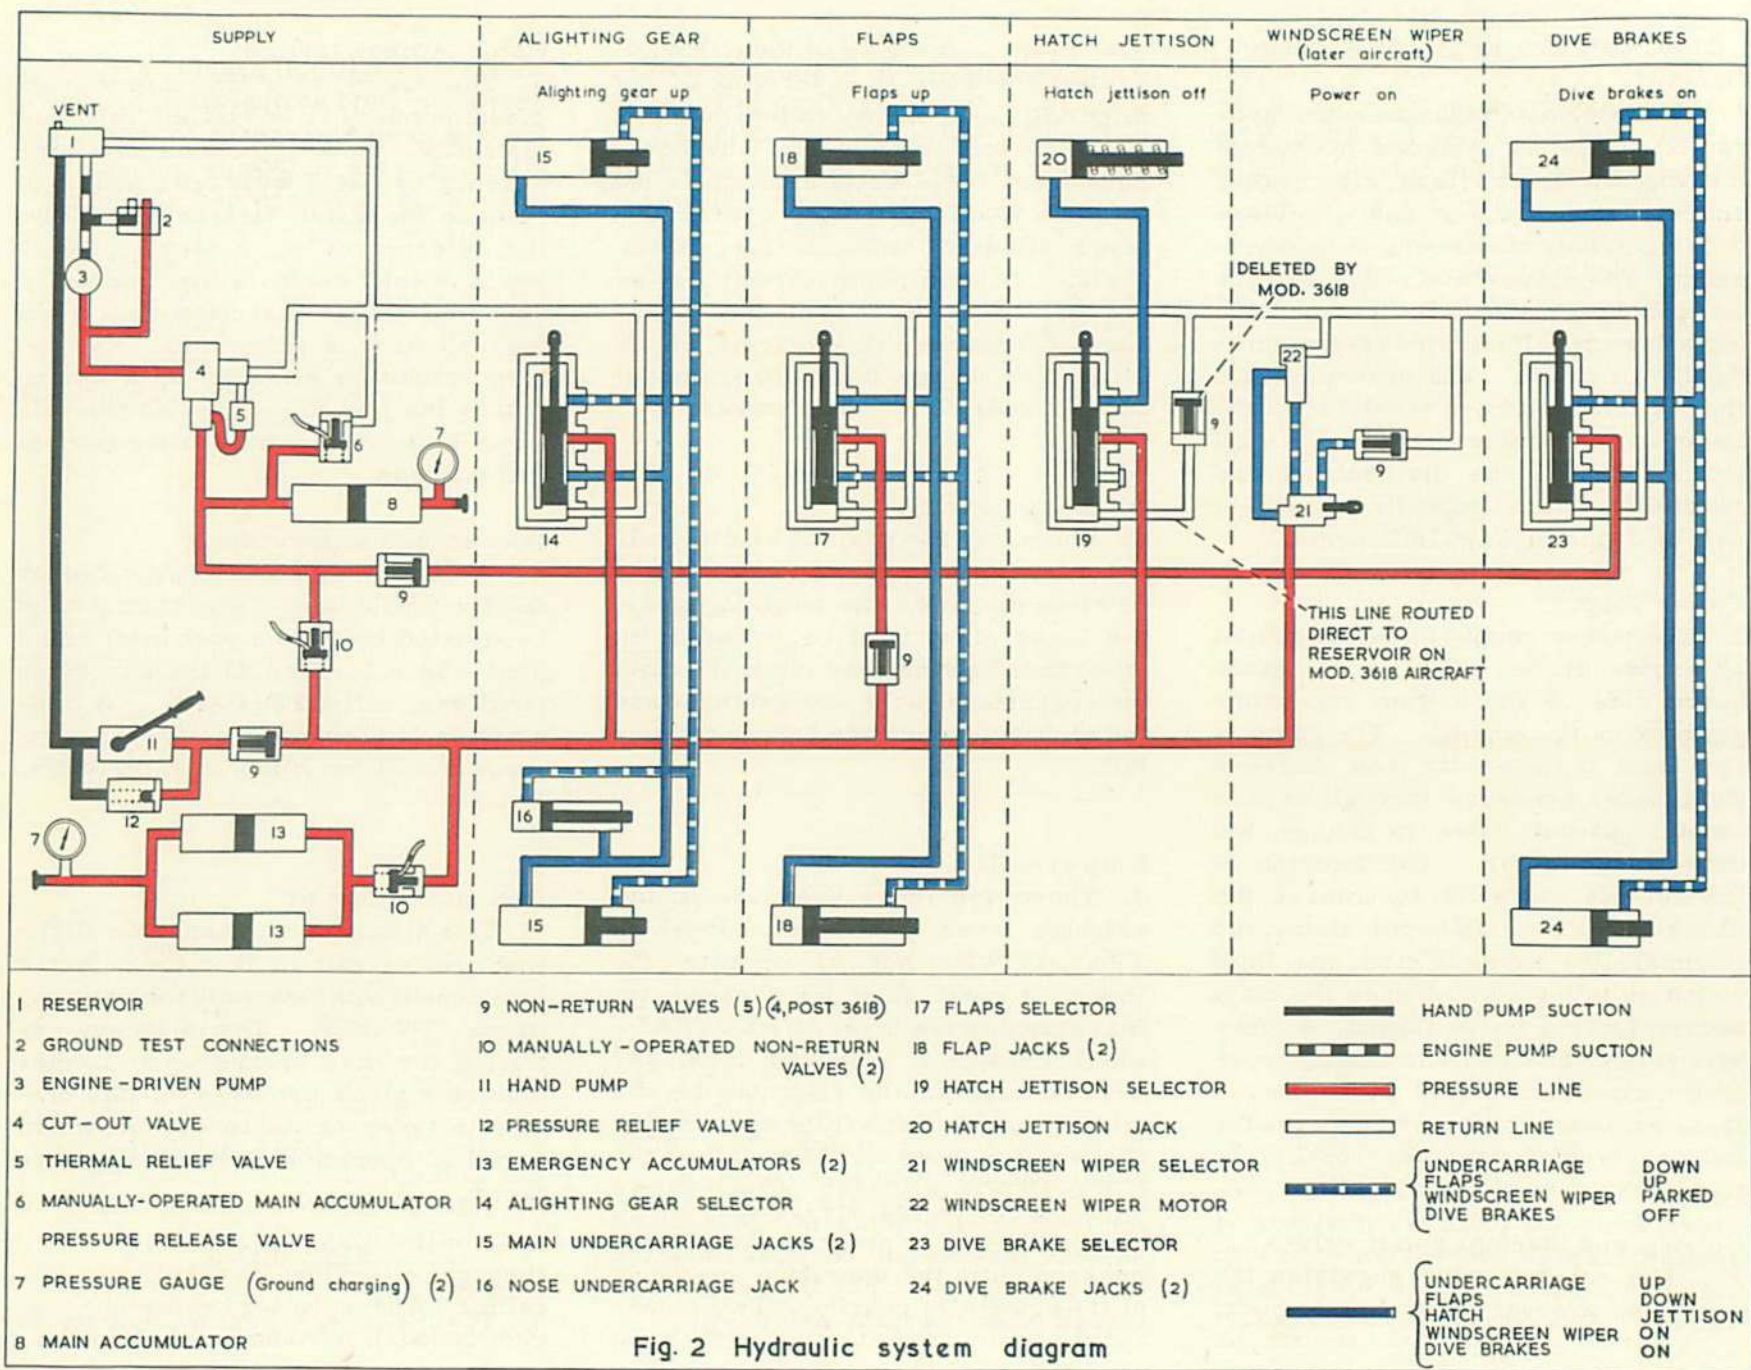 SUPPLY
ALIGHTING GEAR
FLAPS
HATCH JETTISON
WINDSCREEN WIPER
(later aircraft)
DIVE BRAKES
VENT
Alighting gear up
Flaps up
Hatch jettison off
Power on
Dive brakes on
1
2
3
4
5
6
7
8
9
10
11
9
12
7
13
13
10
15
14
16
15
18
17
9
18
20
19
9
DELETED BY
MOD. 3618
22
9
21
THIS LINE ROUTED
DIRECT TO
RESERVOIR ON
MOD. 3618 AIRCRAFT
24
23
24
1 RESERVOIR
2 GROUND TEST CONNECTIONS
3 ENGINE-DRIVEN PUMP
4 CUT-OUT VALVE
5 THERMAL RELIEF VALVE
6 MANUALLY-OPERATED MAIN ACCUMULATOR
PRESSURE RELEASE VALVE
7 PRESSURE GAUGE (Ground charging) (2)
8 MAIN ACCUMULATOR
9 NON-RETURN VALVES (5)(4,POST 3618)
10 MANUALLY-OPERATED NON-RETURN
VALVES (2)
11 HAND PUMP
12 PRESSURE RELIEF VALVE
13 EMERGENCY ACCUMULATORS (2)
14 ALIGHTING GEAR SELECTOR
15 MAIN UNDERCARRIAGE JACKS (2)
16 NOSE UNDERCARRIAGE JACK
17 FLAPS SELECTOR
18 FLAP JACKS (2)
19 HATCH JETTISON SELECTOR
20 HATCH JETTISON JACK
21 WINDSCREEN WIPER SELECTOR
22 WINDSCREEN WIPER MOTOR
23 DIVE BRAKE SELECTOR
24 DIVE BRAKE JACKS (2)
HAND PUMP SUCTION
ENGINE PUMP SUCTION
PRESSURE LINE
RETURN LINE
UNDERCARRIAGE DOWN
FLAPS UP
WINDSCREEN WIPER PARKED
DIVE BRAKES OFF
UNDERCARRIAGE UP
FLAPS DOWN
HATCH JETTISON
WINDSCREEN WIPER ON
DIVE BRAKES ON
Fig. 2 Hydraulic system diagram